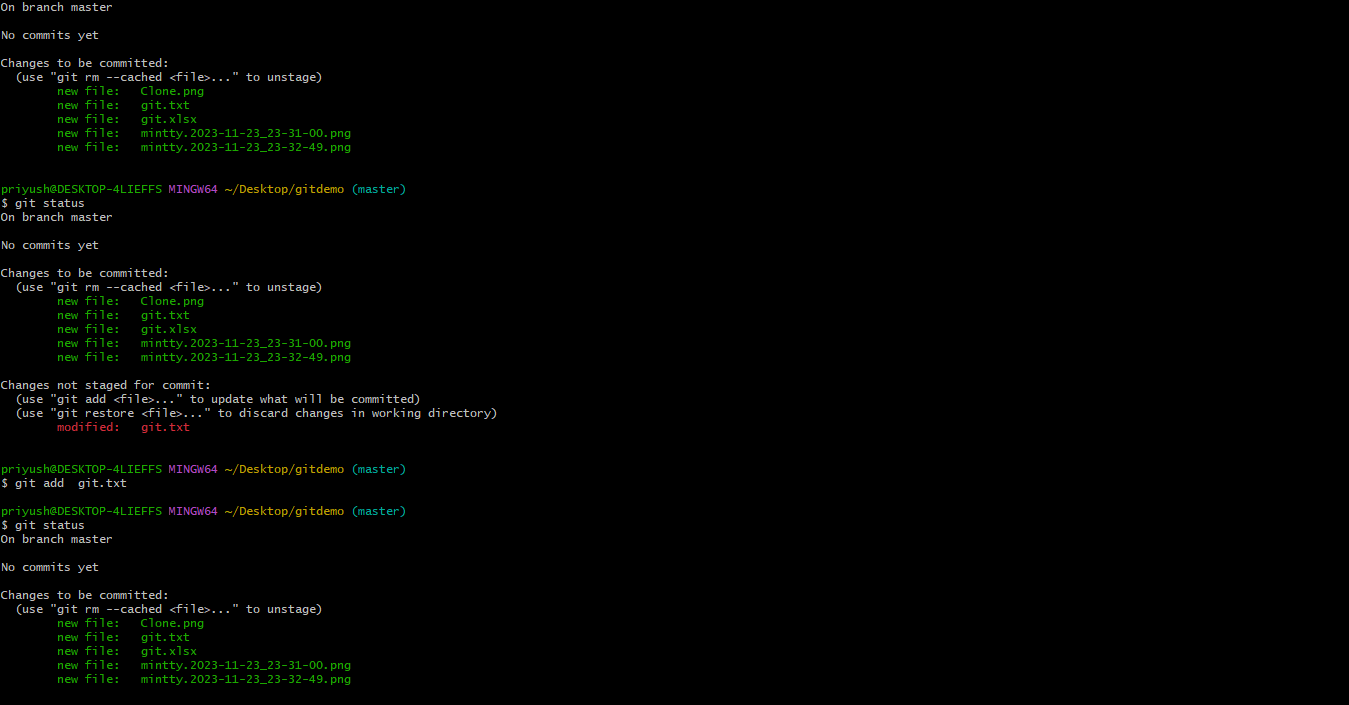 On branch master
No commits yet
Changes to be committed:
  (use "git rm --cached <file>..." to unstage)
        new file:   Clone.png
        new file:   git.txt
        new file:   git.xlsx
        new file:   mintty.2023-11-23_23-31-00.png
        new file:   mintty.2023-11-23_23-32-49.png
priyush@DESKTOP-4LIEFFS MINGW64 ~/Desktop/gitdemo (master)
$ git status
On branch master
No commits yet
Changes to be committed:
  (use "git rm --cached <file>..." to unstage)
        new file:   Clone.png
        new file:   git.txt
        new file:   git.xlsx
        new file:   mintty.2023-11-23_23-31-00.png
        new file:   mintty.2023-11-23_23-32-49.png
Changes not staged for commit:
  (use "git add <file>..." to update what will be committed)
  (use "git restore <file>..." to discard changes in working directory)
        modified:   git.txt
priyush@DESKTOP-4LIEFFS MINGW64 ~/Desktop/gitdemo (master)
$ git add  git.txt
priyush@DESKTOP-4LIEFFS MINGW64 ~/Desktop/gitdemo (master)
$ git status
On branch master
No commits yet
Changes to be committed:
  (use "git rm --cached <file>..." to unstage)
        new file:   Clone.png
        new file:   git.txt
        new file:   git.xlsx
        new file:   mintty.2023-11-23_23-31-00.png
        new file:   mintty.2023-11-23_23-32-49.png